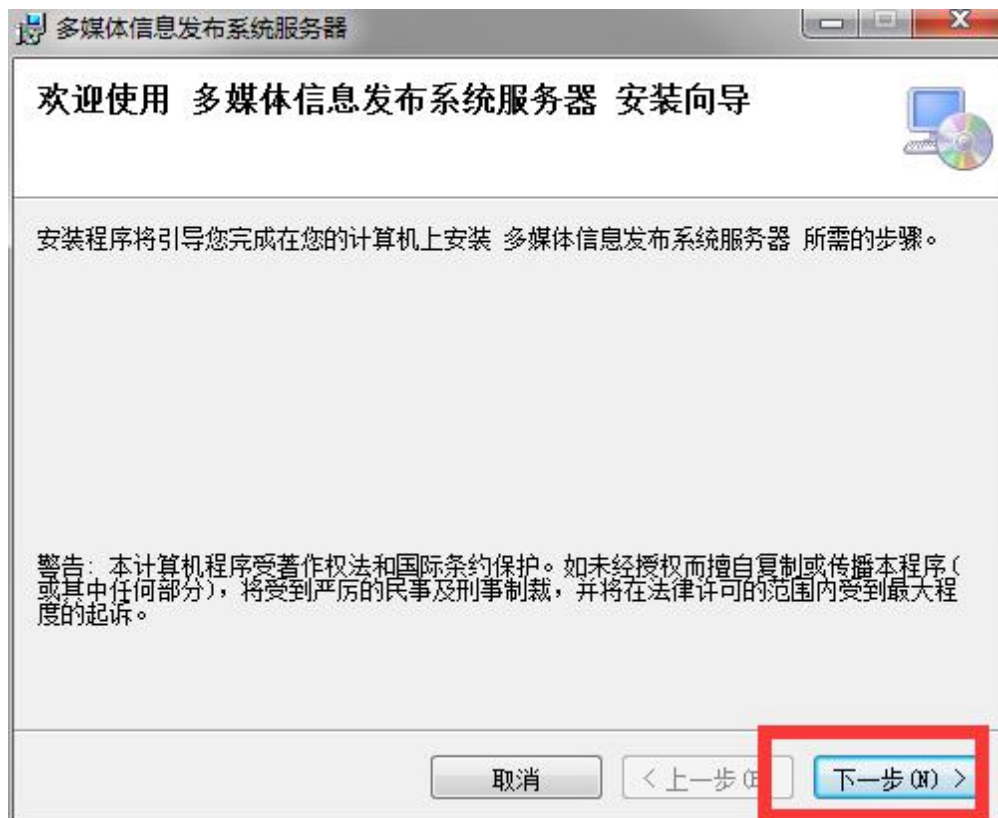 多媒体信息发布系统服务器
欢迎使用 多媒体信息发布系统服务器 安装向导
安装程序将引导您完成在您的计算机上安装 多媒体信息发布系统服务器 所需的步骤。
警告: 本计算机程序受著作权法和国际条约保护。如未经授权而擅自复制或传播本程序(
或其中任何部分)，将受到严厉的民事及刑事制裁，并将在法律许可的范围内受到最大程
度的起诉。
取消 < 上一步 下一步(N) >